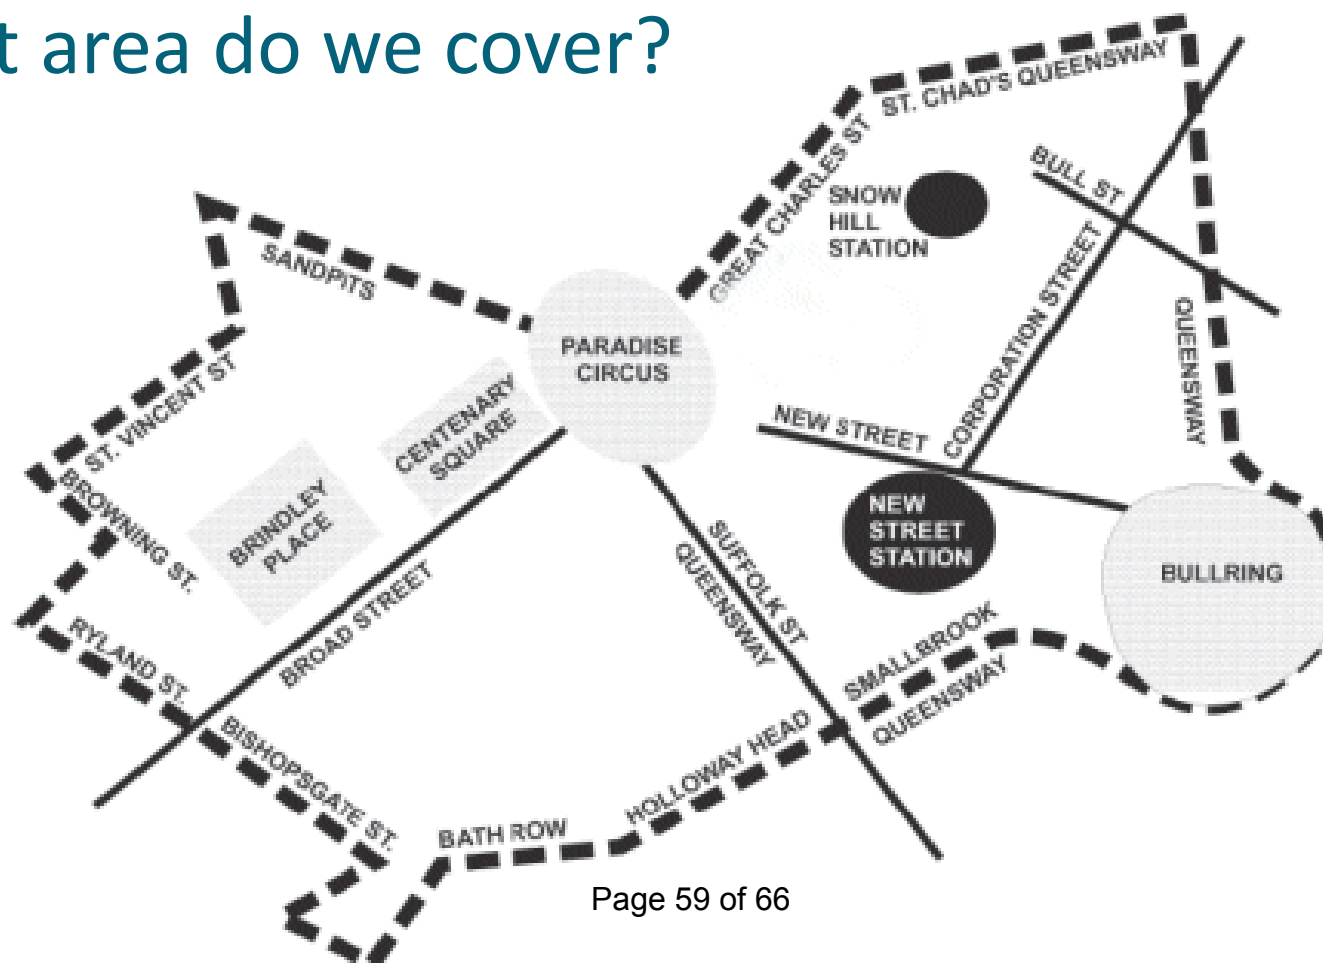 t area do we cover?
ST. CHAD'S QUEENSWAY
GREAT CHARLES ST
BULL ST
SNOW
HILL
STATION
SANDPITS
CORPORATION STREET
QUEENSWAY
PARADISE
CIRCUS
ST. VINCENT ST
CENTENARY
SQUARE
NEW STREET
BROWNING ST.
BRINDLEY
PLACE
NEW
STREET
STATION
SUFFOLK ST
QUEENSWAY
BULLRING
BROAD STREET
RYLAND ST.
SMALLBROOK
QUEENSWAY
BISHOPSGATE ST.
HOLLOWAY HEAD
BATH ROW
Page 59 of 66